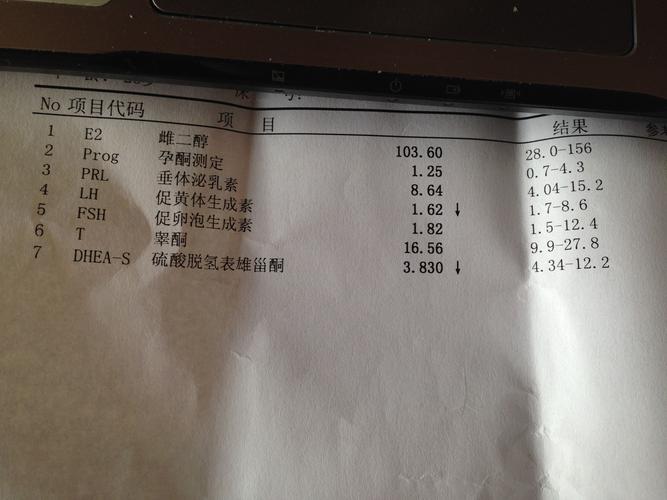 No 项目代码 项 目 结果
1 E2 雌二醇 103.60 28.0-156
2 Prog 孕酮测定 1.25 0.7-4.3
3 PRL 垂体泌乳素 8.64 4.04-15.2
4 LH 促黄体生成素 1.62 ↓ 1.7-8.6
5 FSH 促卵泡生成素 1.82 1.5-12.4
6 T 睾酮 16.56 9.9-27.8
7 DHEA-S 硫酸脱氢表雄甾酮 3.830 ↓ 4.34-12.2